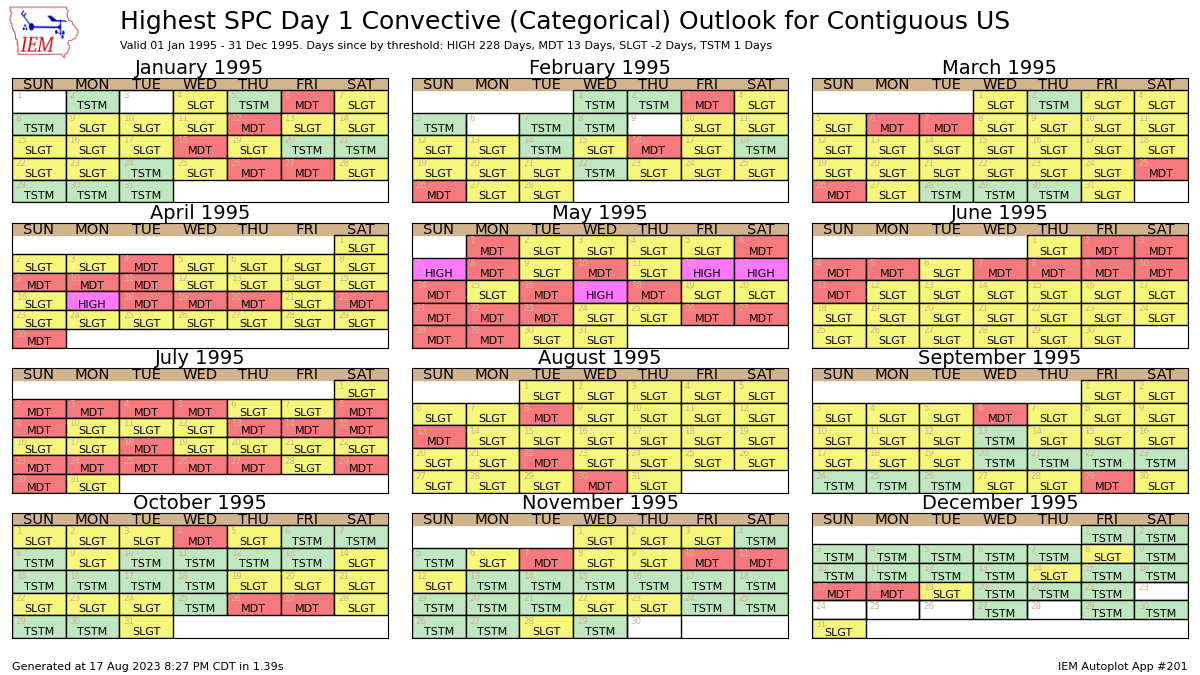 IEM
Highest SPC Day 1 Convective (Categorical) Outlook for Contiguous US
Valid 01 Jan 1995 - 31 Dec 1995. Days since by threshold: HIGH 228 Days, MDT 13 Days, SLGT -2 Days, TSTM 1 Days
January 1995
SUN MON TUE WED THU FRI SAT
1 2 TSTM 3 4 SLGT 5 TSTM 6 MDT 7 SLGT
8 TSTM 9 SLGT 10 SLGT 11 SLGT 12 MDT 13 SLGT 14 SLGT
15 SLGT 16 SLGT 17 SLGT 18 MDT 19 SLGT 20 TSTM 21 TSTM
22 SLGT 23 SLGT 24 TSTM 25 SLGT 26 MDT 27 MDT 28 SLGT
29 TSTM 30 TSTM 31 TSTM
February 1995
SUN MON TUE WED THU FRI SAT
1 TSTM 2 TSTM 3 MDT 4 SLGT
5 TSTM 6 7 TSTM 8 TSTM 9 10 SLGT 11 SLGT
12 SLGT 13 SLGT 14 TSTM 15 SLGT 16 MDT 17 SLGT 18 TSTM
19 SLGT 20 SLGT 21 SLGT 22 TSTM 23 SLGT 24 SLGT 25 SLGT
26 MDT 27 SLGT 28 SLGT
March 1995
SUN MON TUE WED THU FRI SAT
1 SLGT 2 TSTM 3 SLGT 4 SLGT
5 SLGT 6 MDT 7 MDT 8 SLGT 9 SLGT 10 SLGT 11 SLGT
12 SLGT 13 SLGT 14 SLGT 15 SLGT 16 SLGT 17 SLGT 18 SLGT
19 SLGT 20 SLGT 21 SLGT 22 SLGT 23 SLGT 24 SLGT 25 MDT
26 MDT 27 SLGT 28 TSTM 29 TSTM 30 TSTM 31 SLGT
April 1995
SUN MON TUE WED THU FRI SAT
1 SLGT
2 SLGT 3 SLGT 4 MDT 5 SLGT 6 SLGT 7 SLGT 8 SLGT
9 MDT 10 MDT 11 MDT 12 SLGT 13 SLGT 14 SLGT 15 SLGT
16 SLGT 17 HIGH 18 MDT 19 MDT 20 MDT 21 SLGT 22 MDT
23 SLGT 24 SLGT 25 SLGT 26 SLGT 27 SLGT 28 SLGT 29 SLGT
30 MDT
May 1995
SUN MON TUE WED THU FRI SAT
1 MDT 2 SLGT 3 SLGT 4 SLGT 5 SLGT 6 MDT
7 HIGH 8 MDT 9 SLGT 10 MDT 11 SLGT 12 HIGH 13 HIGH
14 MDT 15 SLGT 16 MDT 17 HIGH 18 MDT 19 SLGT 20 SLGT
21 MDT 22 MDT 23 MDT 24 SLGT 25 SLGT 26 MDT 27 MDT
28 MDT 29 MDT 30 SLGT 31 SLGT
June 1995
SUN MON TUE WED THU FRI SAT
1 SLGT 2 MDT 3 MDT
4 MDT 5 MDT 6 SLGT 7 MDT 8 MDT 9 MDT 10 MDT
11 MDT 12 SLGT 13 SLGT 14 SLGT 15 SLGT 16 SLGT 17 SLGT
18 SLGT 19 SLGT 20 SLGT 21 SLGT 22 SLGT 23 SLGT 24 SLGT
25 SLGT 26 SLGT 27 SLGT 28 SLGT 29 SLGT 30 SLGT
July 1995
SUN MON TUE WED THU FRI SAT
1 SLGT
2 MDT 3 MDT 4 MDT 5 MDT 6 SLGT 7 SLGT 8 MDT
9 MDT 10 SLGT 11 SLGT 12 SLGT 13 MDT 14 MDT 15 MDT
16 SLGT 17 SLGT 18 MDT 19 SLGT 20 SLGT 21 SLGT 22 SLGT
23 MDT 24 MDT 25 MDT 26 MDT 27 MDT 28 SLGT 29 MDT
30 MDT 31 SLGT
August 1995
SUN MON TUE WED THU FRI SAT
1 SLGT 2 SLGT 3 SLGT 4 SLGT 5 SLGT
6 SLGT 7 SLGT 8 MDT 9 SLGT 10 SLGT 11 SLGT 12 SLGT
13 MDT 14 SLGT 15 SLGT 16 SLGT 17 SLGT 18 SLGT 19 SLGT
20 SLGT 21 SLGT 22 MDT 23 SLGT 24 SLGT 25 SLGT 26 SLGT
27 SLGT 28 SLGT 29 SLGT 30 MDT 31 SLGT
September 1995
SUN MON TUE WED THU FRI SAT
1 SLGT 2 SLGT
3 SLGT 4 SLGT 5 SLGT 6 MDT 7 SLGT 8 SLGT 9 SLGT
10 SLGT 11 SLGT 12 SLGT 13 TSTM 14 SLGT 15 SLGT 16 SLGT
17 SLGT 18 SLGT 19 SLGT 20 TSTM 21 TSTM 22 TSTM 23 TSTM
24 TSTM 25 TSTM 26 TSTM 27 SLGT 28 SLGT 29 MDT 30 SLGT
October 1995
SUN MON TUE WED THU FRI SAT
1 SLGT 2 SLGT 3 SLGT 4 MDT 5 SLGT 6 TSTM 7 TSTM
8 TSTM 9 SLGT 10 TSTM 11 TSTM 12 TSTM 13 TSTM 14 SLGT
15 TSTM 16 TSTM 17 TSTM 18 TSTM 19 SLGT 20 SLGT 21 SLGT
22 SLGT 23 SLGT 24 SLGT 25 TSTM 26 MDT 27 MDT 28 SLGT
29 TSTM 30 TSTM 31 SLGT
November 1995
SUN MON TUE WED THU FRI SAT
1 SLGT 2 SLGT 3 SLGT 4 TSTM
5 TSTM 6 SLGT 7 MDT 8 SLGT 9 SLGT 10 MDT 11 MDT
12 SLGT 13 TSTM 14 TSTM 15 TSTM 16 TSTM 17 TSTM 18 TSTM
19 TSTM 20 TSTM 21 TSTM 22 SLGT 23 SLGT 24 TSTM 25 TSTM
26 TSTM 27 TSTM 28 SLGT 29 TSTM 30
December 1995
SUN MON TUE WED THU FRI SAT
1 TSTM 2 TSTM
3 TSTM 4 TSTM 5 TSTM 6 TSTM 7 TSTM 8 SLGT 9 TSTM
10 TSTM 11 TSTM 12 TSTM 13 TSTM 14 SLGT 15 TSTM 16 TSTM
17 MDT 18 MDT 19 SLGT 20 TSTM 21 TSTM 22 TSTM 23
24 25 26 27 TSTM 28 29 TSTM 30 TSTM
31 SLGT
Generated at 17 Aug 2023 8:27 PM CDT in 1.39s
IEM Autoplot App #201